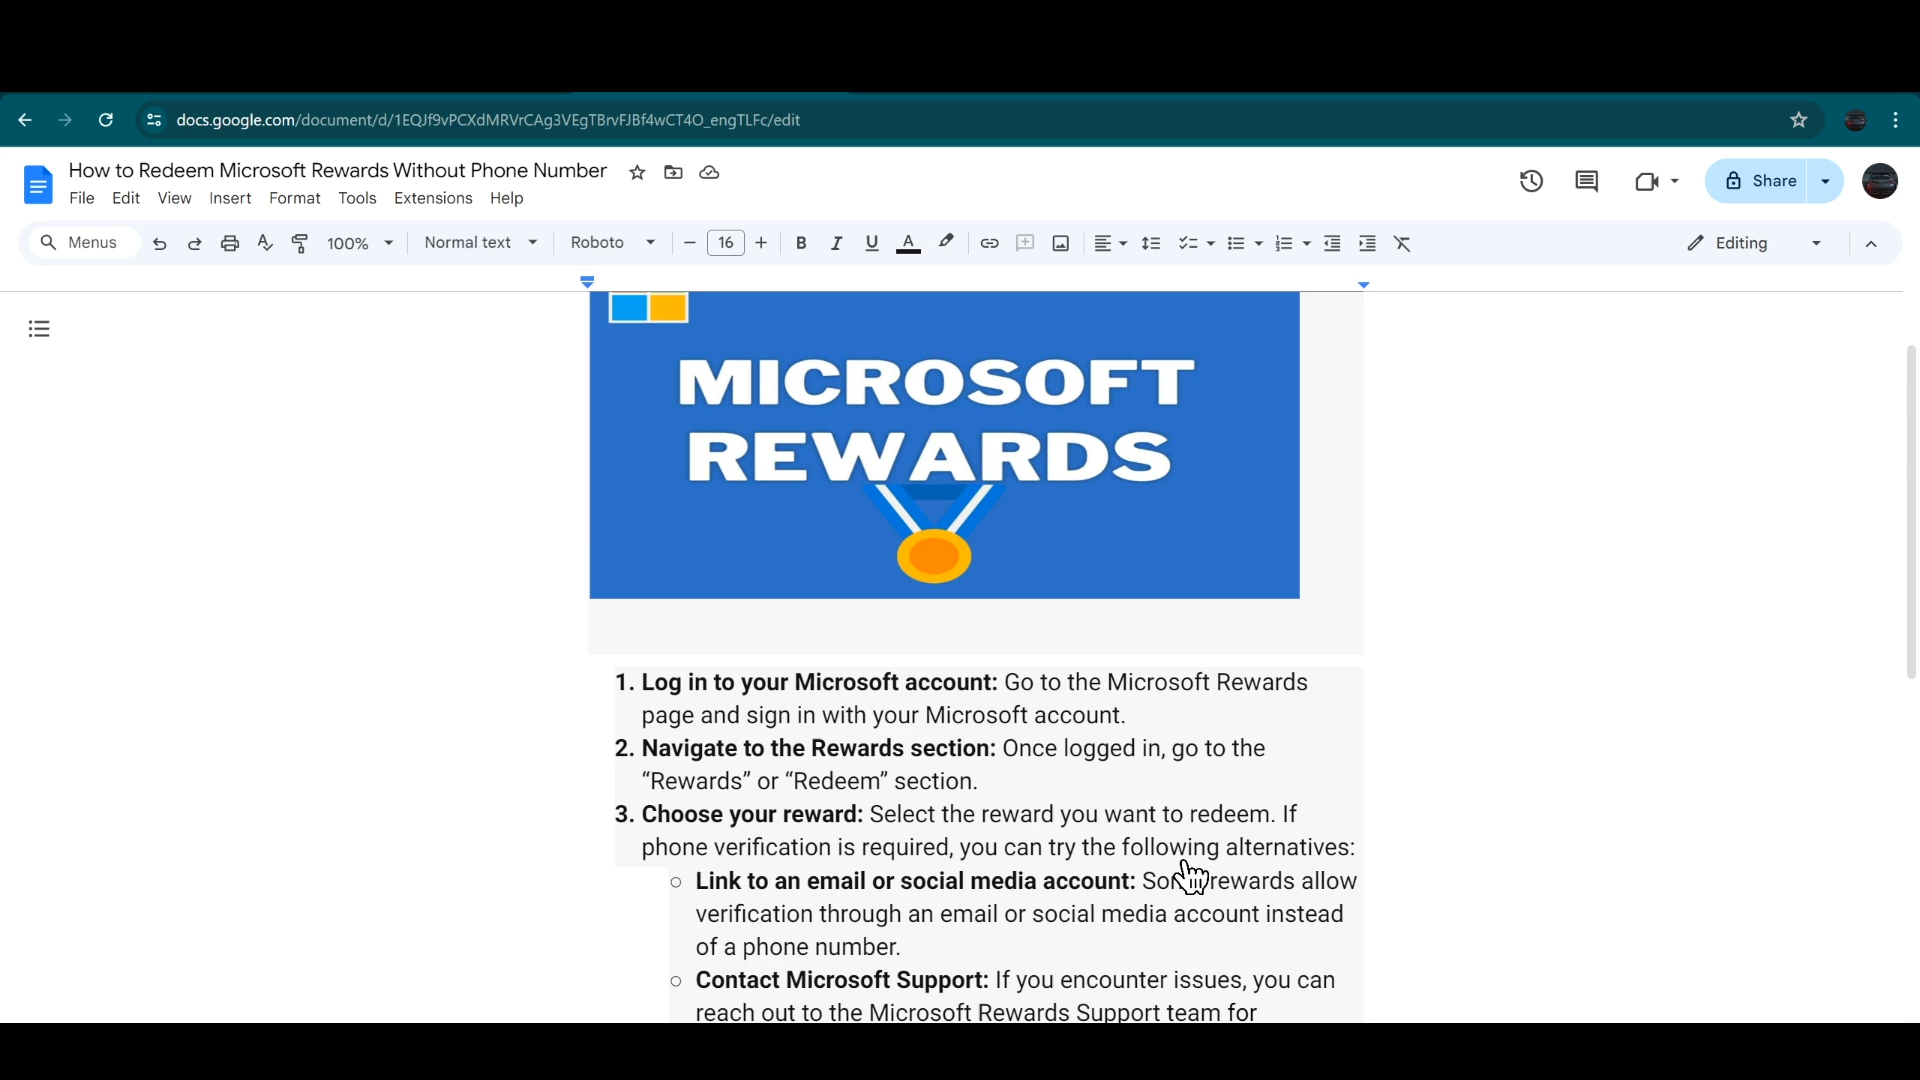 docs.google.com/document/d/1EQJf9vPCXdMRVrCAg3VEgTBrvFJBf4wCT4O_engTLFc/edit
How to Redeem Microsoft Rewards Without Phone Number
File Edit View Insert Format Tools Extensions Help
Share
Menus 100% Normal text Roboto 16 B I U A Editing
MICROSOFT
REWARDS
1. Log in to your Microsoft account: Go to the Microsoft Rewards
page and sign in with your Microsoft account.
2. Navigate to the Rewards section: Once logged in, go to the
“Rewards” or “Redeem” section.
3. Choose your reward: Select the reward you want to redeem. If
phone verification is required, you can try the following alternatives:
○ Link to an email or social media account: rewards allow
verification through an email or social media account instead
of a phone number.
○ Contact Microsoft Support: If you encounter issues, you can
reach out to the Microsoft Rewards Support team for